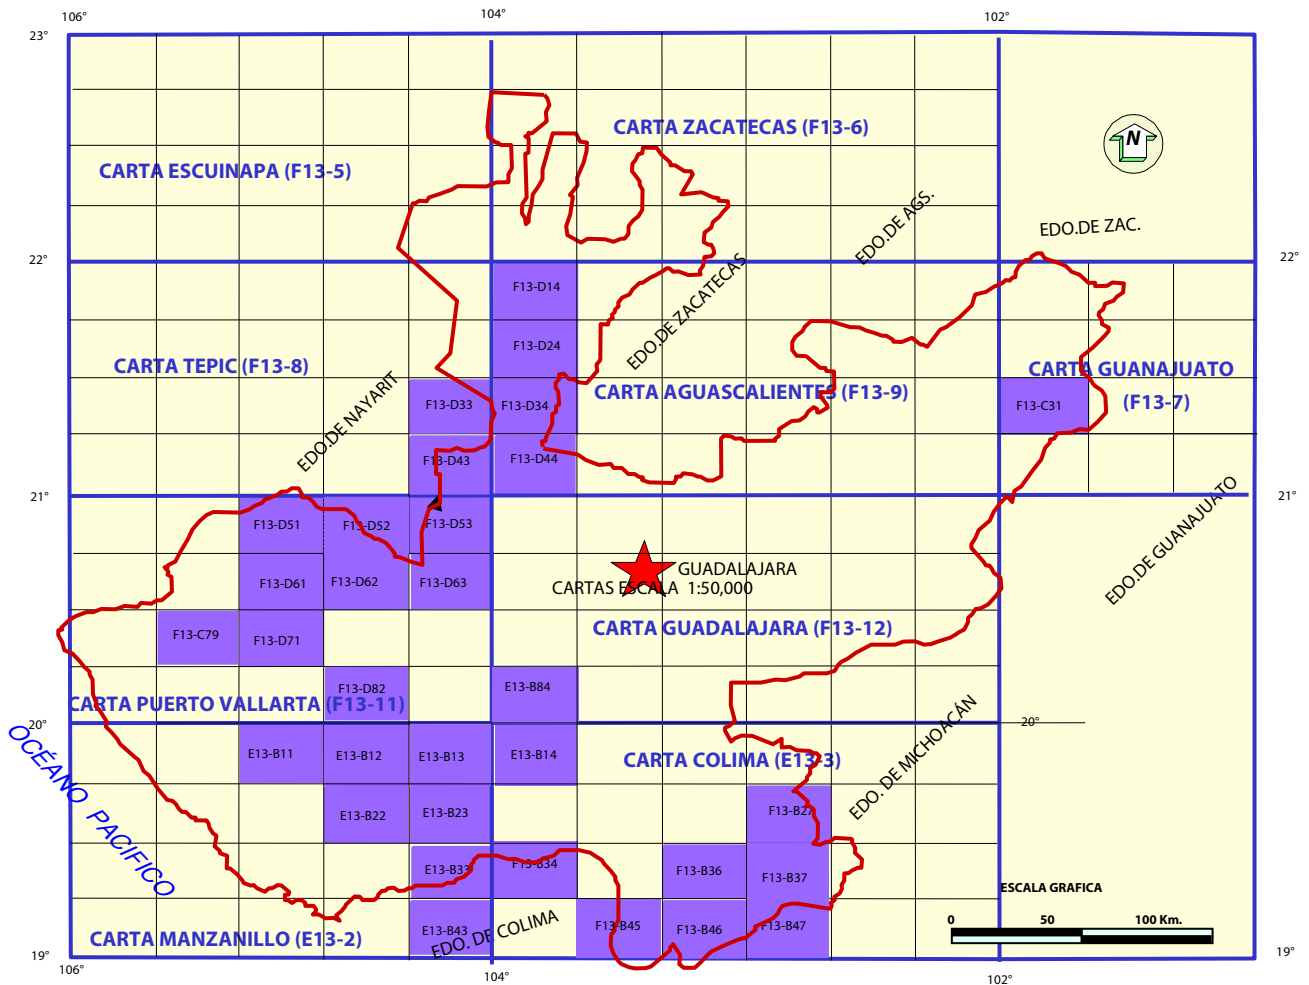 106°
104°
102°
23°
CARTA ZACATECAS (F13-6)
N
CARTA ESCUINAPA (F13-5)
EDO.DE AGS.
EDO.DE ZAC.
22°
22°
F13-D14
EDO.DE ZACATECAS
F13-D24
CARTA TEPIC (F13-8)
CARTA GUANAJUATO
(F13-7)
CARTA AGUASCALIENTES (F13-9)
EDO.DE NAYARIT
F13-D33
F13-D34
F13-C31
F13-D43
F13-D44
21°
21°
F13-D51
F13-D52
F13-D53
EDO.DE GUANAJUATO
GUADALAJARA
F13-D61
F13-D62
F13-D63
CARTAS ESCALA 1:50,000
F13-C79
F13-D71
CARTA GUADALAJARA (F13-12)
F13-D82
E13-B84
CARTA PUERTO VALLARTA (F13-11)
20°
20°
OCÉANO PACIFICO
E13-B11
E13-B12
E13-B13
E13-B14
CARTA COLIMA (E13-3)
EDO. DE MICHOACÁN
E13-B22
E13-B23
F13-B27
E13-B33
F13-B34
F13-B36
F13-B37
ESCALA GRAFICA
0 50 100 Km.
CARTA MANZANILLO (E13-2)
E13-B43
EDO. DE COLIMA
F13-B45
F13-B46
F13-B47
19°
19°
106°
104°
102°